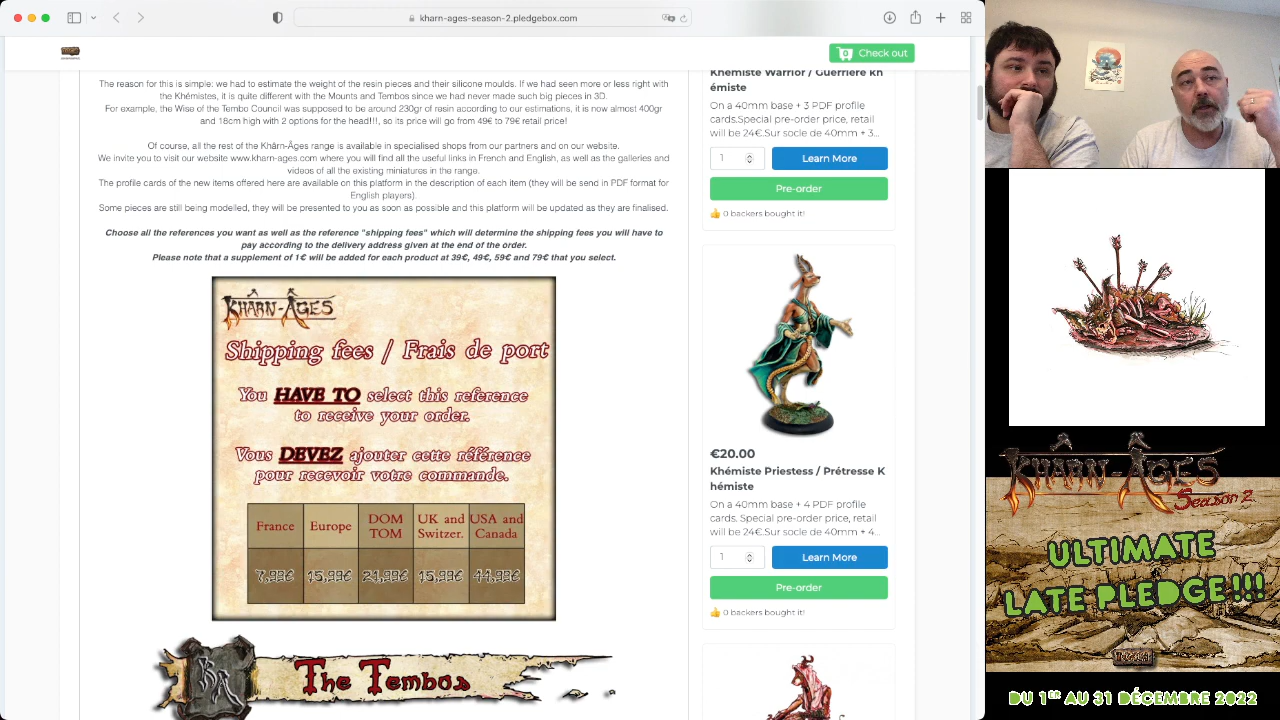 kharn-ages-season-2.pledgebox.com
0 Check out
The reason for this is simple: we had to estimate the weight of the resin pieces and their silicone moulds. If we had seen more or less right with
the Khémistes, it is quite different with the Mounts and Tembos since we had never made such big pieces in 3D.
For example, the Wise of the Tembo Council was supposed to be around 230gr of resin according to our estimations, it is now almost 400gr
and 18cm high with 2 options for the head!!!, so its price will go from 49€ to 79€ retail price!
Of course, all the rest of the Khârn-Âges range is available in specialised shops from our partners and on our website.
We invite you to visit our website www.kharn-ages.com where you will find all the useful links in French and English, as well as the galleries and
videos of all the existing miniatures in the range.
The profile cards of the new items offered here are available on this platform in the description of each item (they will be send in PDF format for
English players).
Some pieces are still being modelled, they will be presented to you as soon as possible and this platform will be updated as they are finalised.
Choose all the references you want as well as the reference "shipping fees" which will determine the shipping fees you will have to
pay according to the delivery address given at the end of the order.
Please note that a supplement of 1€ will be added for each product at 39€, 49€, 59€ and 79€ that you select.
KHÂRN-ÂGES
Shipping fees / Frais de port
You HAVE TO select this reference
to receive your order.
Vous DEVEZ ajouter cette référence
pour recevoir votre commande.
France Europe DOM TOM UK and Switzer. USA and Canada
7,99€ 15,99€ 21,99€ 15,99€ 44,99€
The Tembos
Khémiste Warrior / Guerrière kh
émiste
On a 40mm base + 3 PDF profile
cards.Special pre-order price, retail
will be 24€.Sur socle de 40mm + 3...
1 Learn More
Pre-order
0 backers bought it!
€20.00
Khémiste Priestess / Prétresse K
hémiste
On a 40mm base + 4 PDF profile
cards. Special pre-order price, retail
will be 24€.Sur socle de 40mm + 4...
1 Learn More
Pre-order
0 backers bought it!
KHÂRN-ÂGES
Season 2
ULTIMATE
LATE PLEDGE!!!
DU 1ER AU 31 DÉCEMBRE 2022